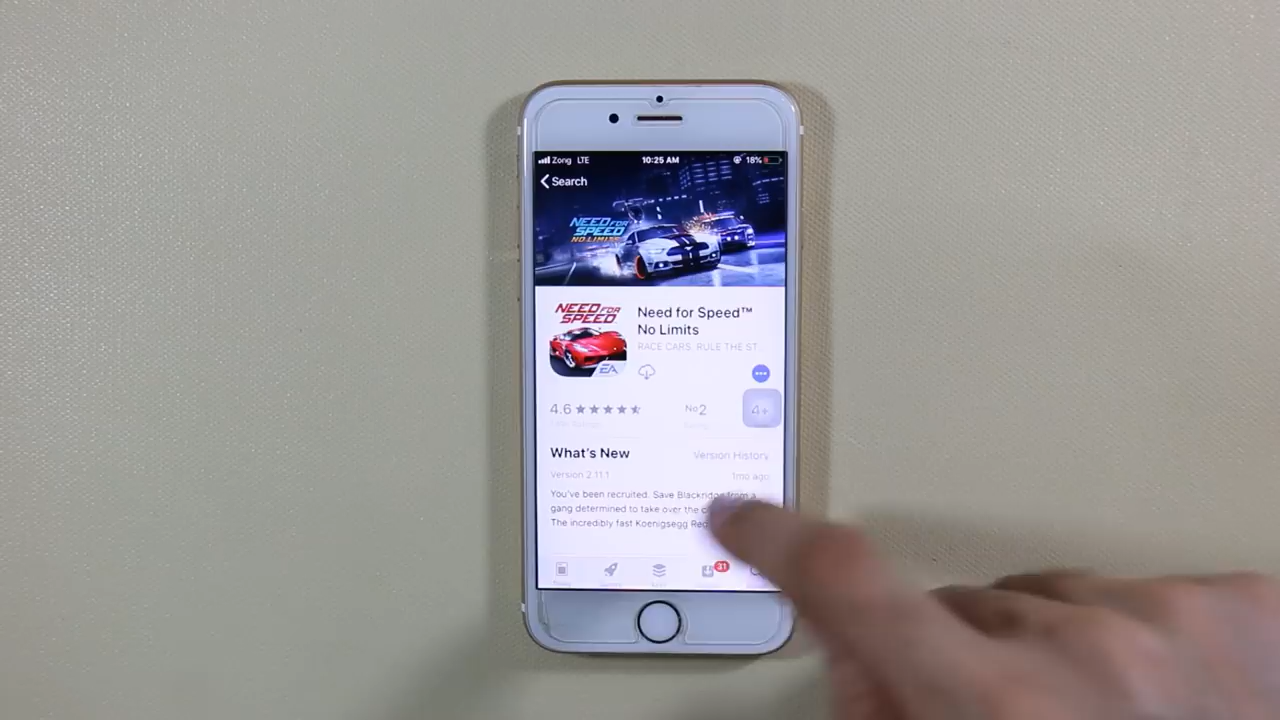 Zong LTE 10:25 AM 18%
Search
NEED FOR
SPEED
NO LIMITS
NEED FOR
SPEED
EA
Need for Speed™
No Limits
RACE CARS, RULE THE ST...
4.6 No2 4+
What's New Version History
Version 2.11.1 1mo ago
You've been recruited. Save Blackridge from a
gang determined to take over the
The incredibly fast Koenigsegg
31